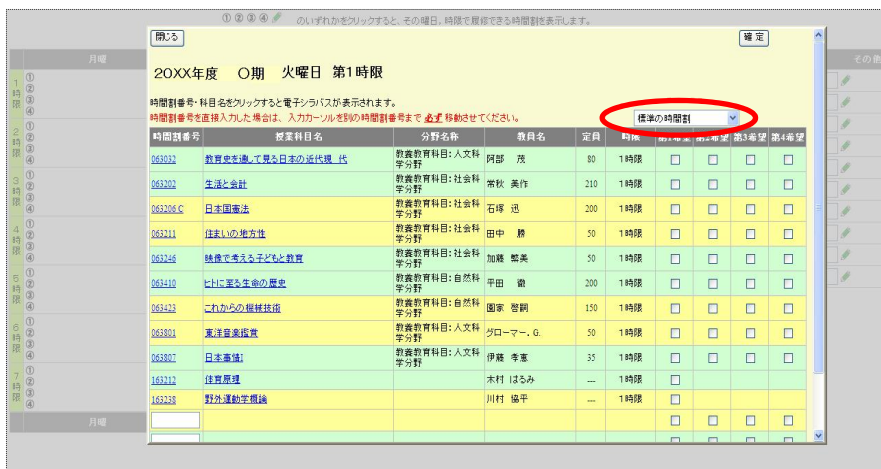 ①②③④ のいずれかをクリックすると、その曜日、時限で履修できる時間割を表示します。
閉じる 確定
月曜 その他
20XX年度 〇期 火曜日 第1時限
時間割番号・科目名をクリックすると電子シラバスが表示されます。
時間割番号を直接入力した場合は、入力カーソルを別の時間割番号まで 必ず 移動させてください。
標準の時間割
時間割番号 授業科目名 分野名称 教員名 定員 時限 第1希望 第2希望 第3希望 第4希望
063032 教育史を通して見る日本の近代現 代 教養教育科目:人文科学分野 阿部 茂 80 1時限
063202 生活と会計 教養教育科目:社会科学分野 常秋 美作 210 1時限
063206 C 日本国憲法 教養教育科目:社会科学分野 石塚 迅 200 1時限
063211 住まいの地方性 教養教育科目:社会科学分野 田中 勝 50 1時限
063246 映像で考える子どもと教育 教養教育科目:社会科学分野 加藤 繁美 50 1時限
063410 ヒトに至る生命の歴史 教養教育科目:自然科学分野 平田 徹 200 1時限
063423 これからの機械技術 教養教育科目:自然科学分野 園家 啓嗣 150 1時限
063801 東洋音楽鑑賞 教養教育科目:人文科学分野 グローマー.G. 50 1時限
063807 日本事情I 教養教育科目:人文科学分野 伊藤 孝恵 35 1時限
163212 体育原理 木村 はるみ --- 1時限
163238 野外運動学概論 川村 協平 --- 1時限
1時限 ①②③④
2時限 ①②③④
3時限 ①②③④
4時限 ①②③④
5時限 ①②③④
6時限 ①②③④
7時限 ①②③④
月曜